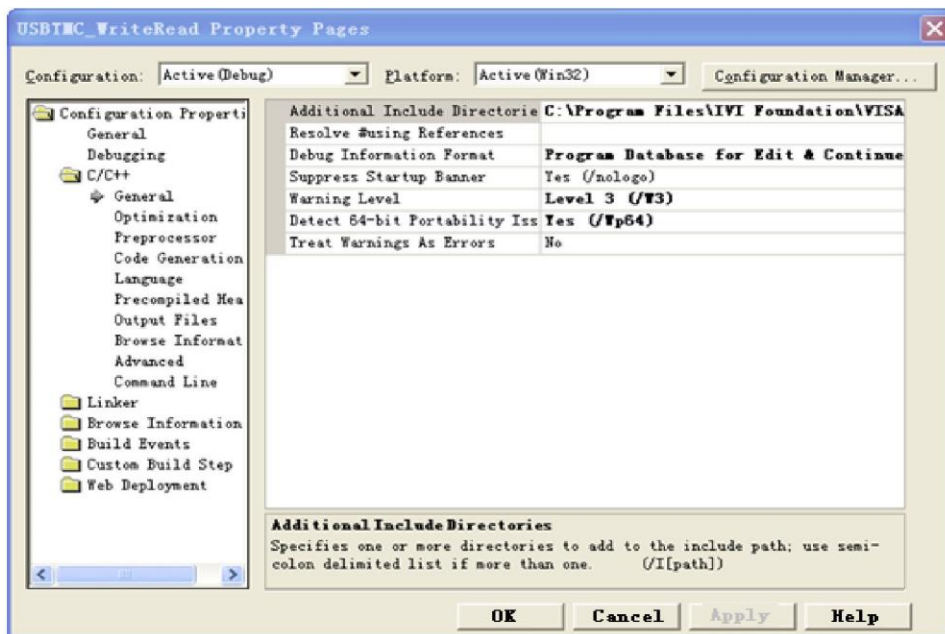 USBTMC_WriteRead Property Pages
Configuration: Active(Debug) Platform: Active(Win32) Configuration Manager...
Configuration Properti
General
Debugging
C/C++
General
Optimization
Preprocessor
Code Generation
Language
Precompiled Hea
Output Files
Browse Informat
Advanced
Command Line
Linker
Browse Information
Build Events
Custom Build Step
Web Deployment
Additional Include Directorie C:\Program Files\IVI Foundation\VISA
Resolve #using References
Debug Information Format Program Database for Edit & Continue
Suppress Startup Banner Yes (/nologo)
Warning Level Level 3 (/W3)
Detect 64-bit Portability Iss Yes (/Wp64)
Treat Warnings As Errors No
Additional Include Directories
Specifies one or more directories to add to the include path; use semi-
colon delimited list if more than one. (/I[path])
OK Cancel Apply Help